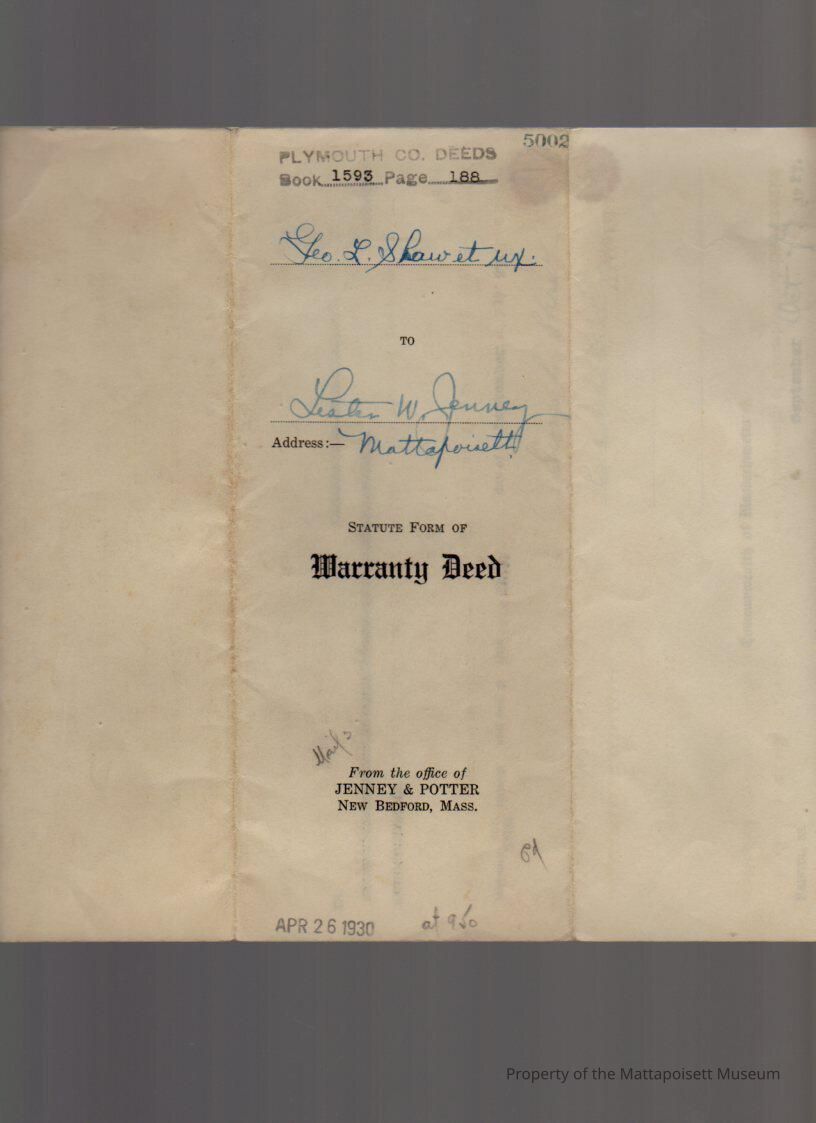 5002
PLYMOUTH CO. DEEDS
Book 1593 Page 188
Geo. L. Shaw et ux.
TO
Lester W. Jenney
Address:— Mattapoisett
STATUTE FORM OF
Warranty Deed
From the office of
JENNEY & POTTER
NEW BEDFORD, MASS.
APR 26 1930 at 950
Property of the Mattapoisett Museum